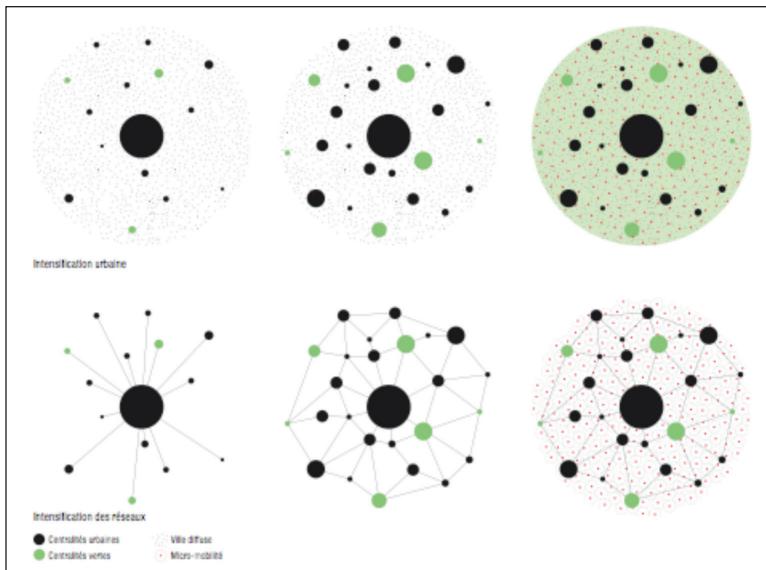 Intensification urbaine
Intensification des réseaux
Centralités urbaines
Ville diffuse
Centralités vertes
Micro-mobilité